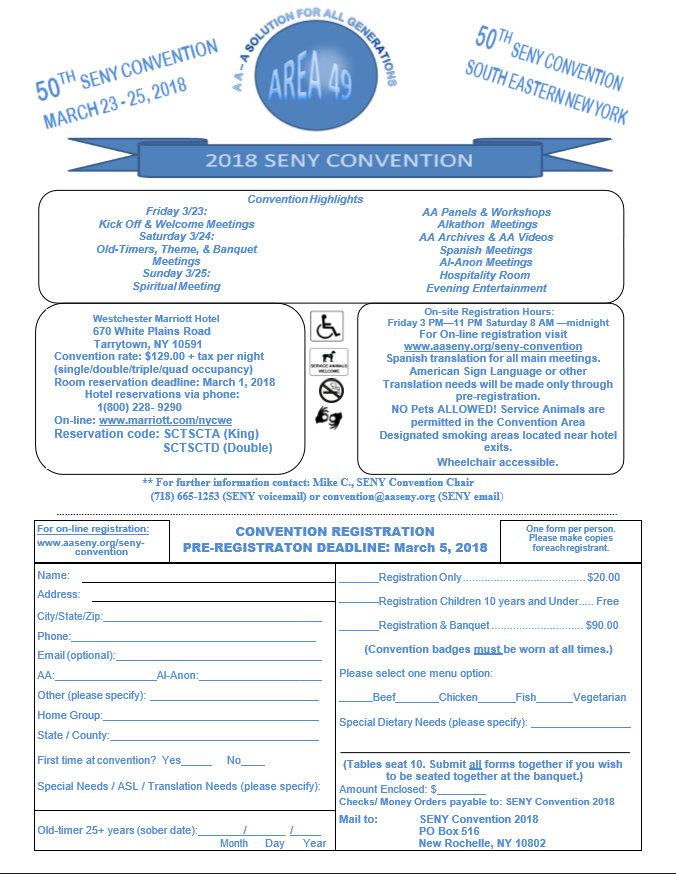 50TH SENY CONVENTION
MARCH 23 - 25, 2018
A A – A SOLUTION FOR ALL GENERATIONS
AREA 49
50TH SENY CONVENTION
SOUTH EASTERN NEW YORK
2018 SENY CONVENTION
Convention Highlights
Friday 3/23:
Kick Off & Welcome Meetings
Saturday 3/24:
Old-Timers, Theme, & Banquet
Meetings
Sunday 3/25:
Spiritual Meeting
AA Panels & Workshops
Alkathon Meetings
AA Archives & AA Videos
Spanish Meetings
Al-Anon Meetings
Hospitality Room
Evening Entertainment
Westchester Marriott Hotel
670 White Plains Road
Tarrytown, NY 10591
Convention rate: $129.00 + tax per night
(single/double/triple/quad occupancy)
Room reservation deadline: March 1, 2018
Hotel reservations via phone:
1(800) 228- 9290
On-line: www.marriott.com/nycwe
Reservation code: SCTSCTA (King)
SCTSCTD (Double)
SERVICE ANIMALS
WELCOME
On-site Registration Hours:
Friday 3 PM—11 PM Saturday 8 AM —midnight
For On-line registration visit
www.aaseny.org/seny-convention
Spanish translation for all main meetings.
American Sign Language or other
Translation needs will be made only through
pre-registration.
NO Pets ALLOWED! Service Animals are
permitted in the Convention Area
Designated smoking areas located near hotel
exits.
Wheelchair accessible.
** For further information contact: Mike C., SENY Convention Chair
(718) 665-1253 (SENY voicemail) or convention@aaseny.org (SENY email)
For on-line registration:
www.aaseny.org/seny-
convention
CONVENTION REGISTRATION
PRE-REGISTRATON DEADLINE: March 5, 2018
One form per person.
Please make copies
foreachregistrant.
Name:
Address:
City/State/Zip:
Phone:
Email (optional):
AA: Al-Anon:
Other (please specify):
Home Group:
State / County:
First time at convention? Yes_____ No____
Special Needs / ASL / Translation Needs (please specify):
Old-timer 25+ years (sober date):________/_______ /_____
Month Day Year
______Registration Only ......................................... $20.00
______Registration Children 10 years and Under..... Free
______Registration & Banquet ............................ $90.00
(Convention badges must be worn at all times.)
Please select one menu option:
_____Beef_______Chicken______Fish______Vegetarian
Special Dietary Needs (please specify):
(Tables seat 10. Submit all forms together if you wish
to be seated together at the banquet.)
Amount Enclosed: $________
Checks/ Money Orders payable to: SENY Convention 2018
Mail to: SENY Convention 2018
PO Box 516
New Rochelle, NY 10802